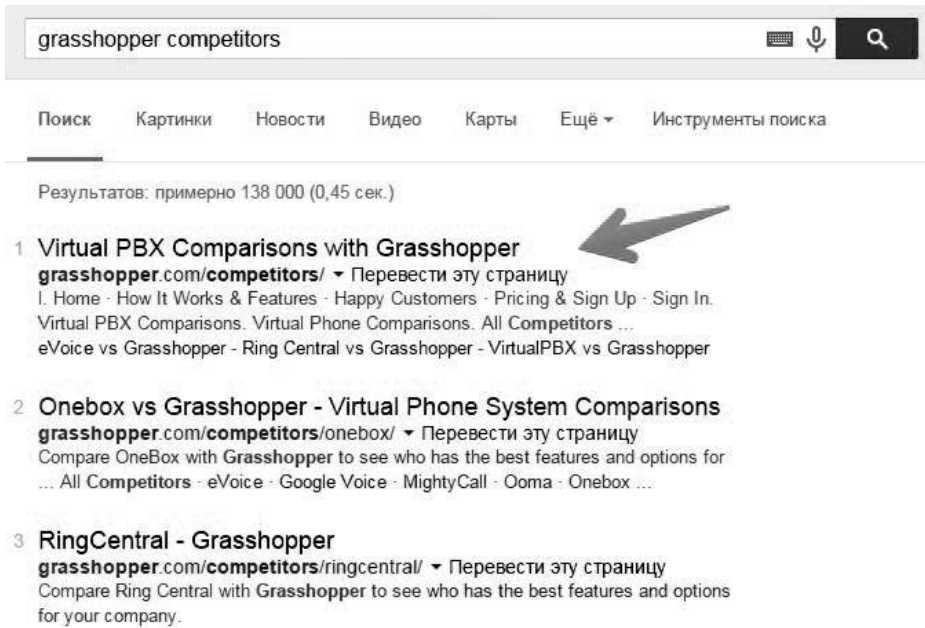 grasshopper competitors
Поиск Картинки Новости Видео Карты Ещё Инструменты поиска
Результатов: примерно 138 000 (0,45 сек.)
1 Virtual PBX Comparisons with Grasshopper
grasshopper.com/competitors/ Перевести эту страницу
I. Home · How It Works & Features · Happy Customers · Pricing & Sign Up · Sign In.
Virtual PBX Comparisons. Virtual Phone Comparisons. All Competitors ...
eVoice vs Grasshopper - Ring Central vs Grasshopper - VirtualPBX vs Grasshopper
2 Onebox vs Grasshopper - Virtual Phone System Comparisons
grasshopper.com/competitors/onebox/ Перевести эту страницу
Compare OneBox with Grasshopper to see who has the best features and options for
... All Competitors · eVoice · Google Voice · MightyCall · Ooma · Onebox ...
3 RingCentral - Grasshopper
grasshopper.com/competitors/ringcentral/ Перевести эту страницу
Compare Ring Central with Grasshopper to see who has the best features and options
for your company.